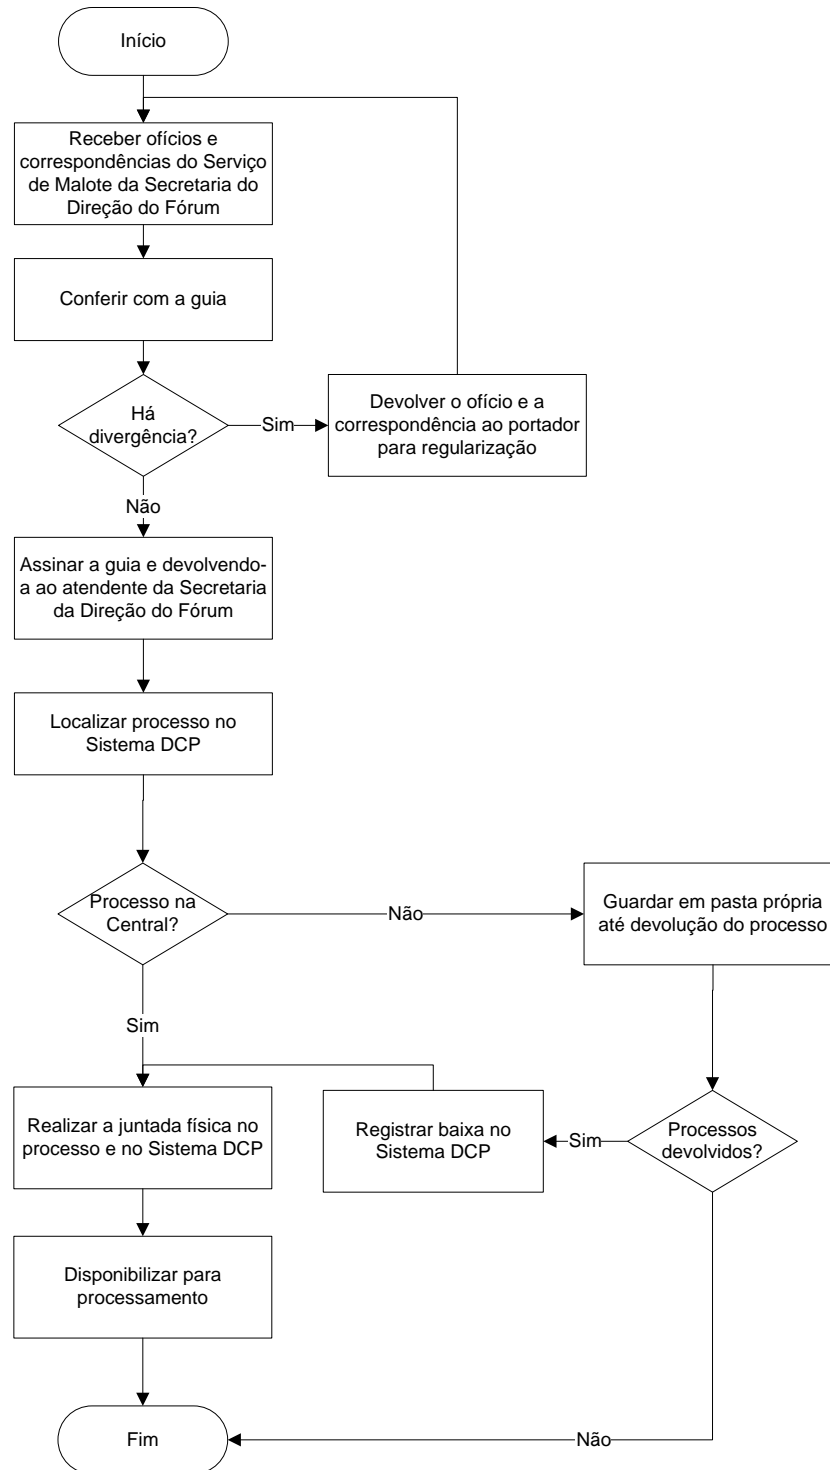 Início
Receber ofícios e
correspondências do Serviço
de Malote da Secretaria do
Direção do Fórum
Conferir com a guia
Há
divergência?
Sim
Devolver o ofício e a
correspondência ao portador
para regularização
Não
Assinar a guia e devolvendo-
a ao atendente da Secretaria
da Direção do Fórum
Localizar processo no
Sistema DCP
Processo na
Central?
Não
Guardar em pasta própria
até devolução do processo
Sim
Realizar a juntada física no
processo e no Sistema DCP
Registrar baixa no
Sistema DCP
Sim
Processos
devolvidos?
Disponibilizar para
processamento
Fim
Não